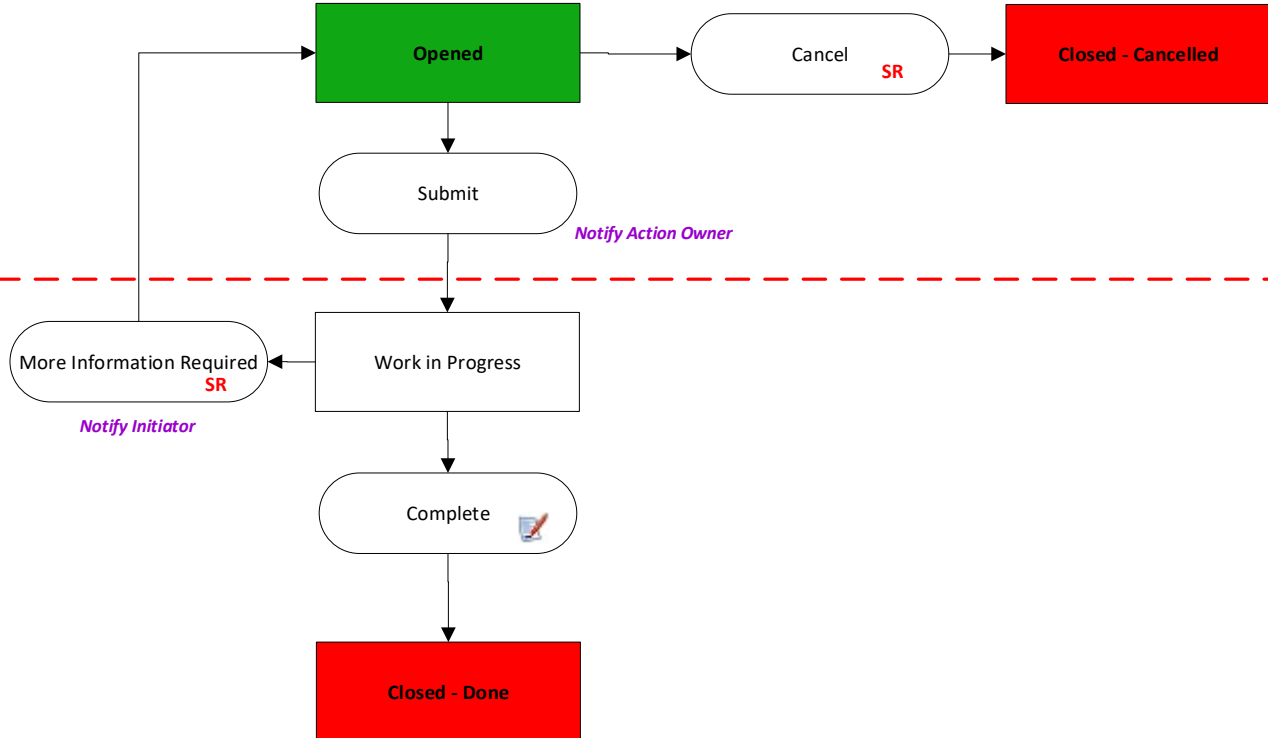 Opened
Cancel
SR
Closed - Cancelled
Submit
Notify Action Owner
More Information Required
SR
Work in Progress
Notify Initiator
Complete
Closed - Done